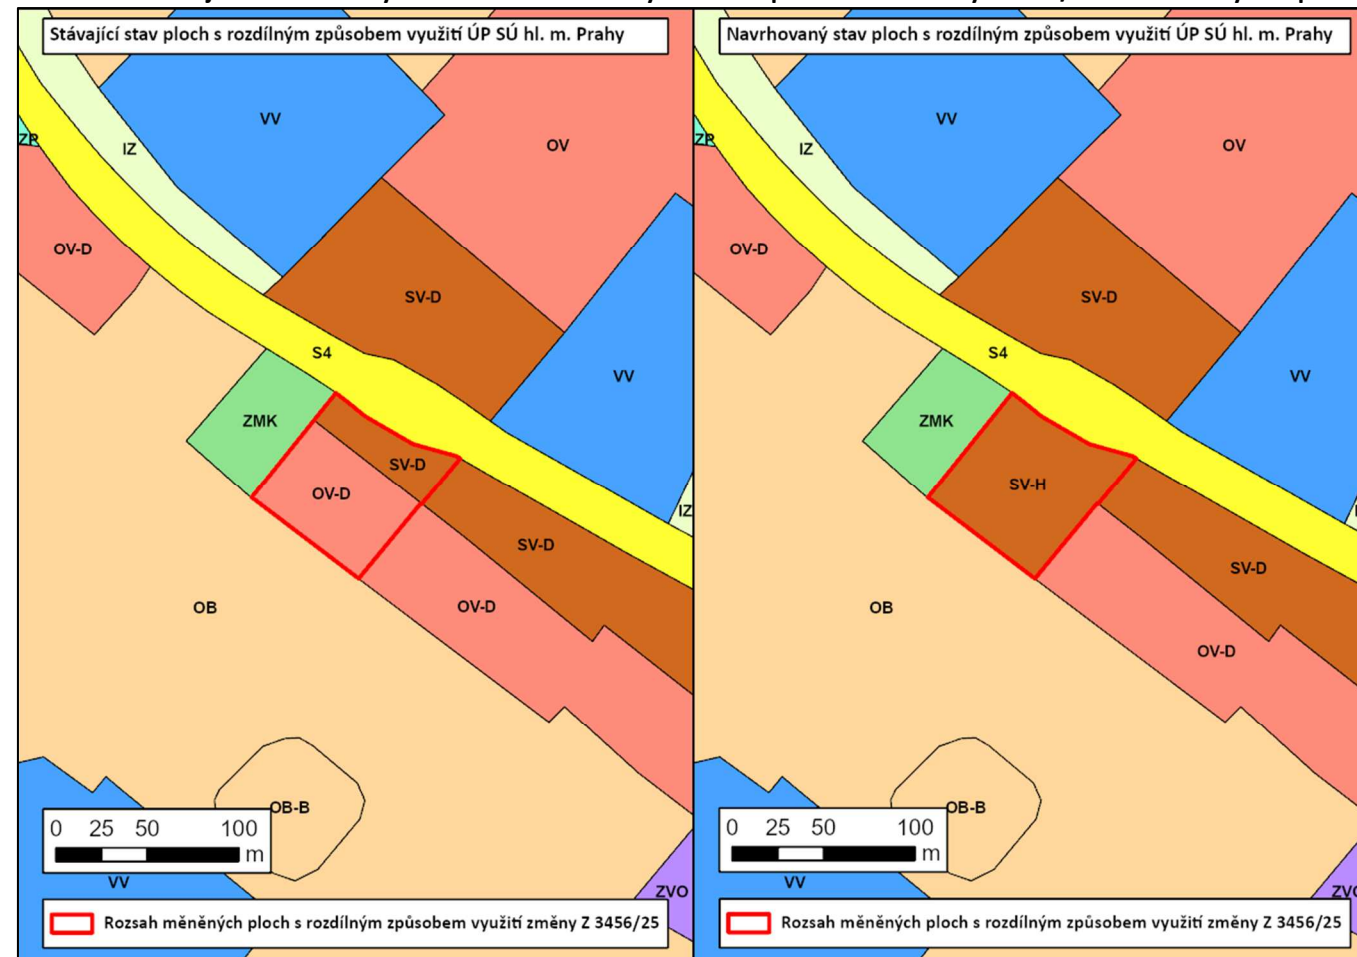 Stávající stav ploch s rozdílným způsobem využití ÚP SÚ hl. m. Prahy
VV
OV
ZP
IZ
OV-D
SV-D
S4
VV
ZMK
SV-D
OV-D
IZ
SV-D
OV-D
OB
OB-B
0 25 50 100
m
VV
ZVO
Rozsah měněných ploch s rozdílným způsobem využití změny Z 3456/25
Navrhovaný stav ploch s rozdílným způsobem využití ÚP SÚ hl. m. Prahy
VV
OV
ZP
IZ
OV-D
SV-D
S4
VV
ZMK
SV-H
SV-D
OB
OV-D
OB-B
0 25 50 100
m
VV
Rozsah měněných ploch s rozdílným způsobem využití změny Z 3456/25